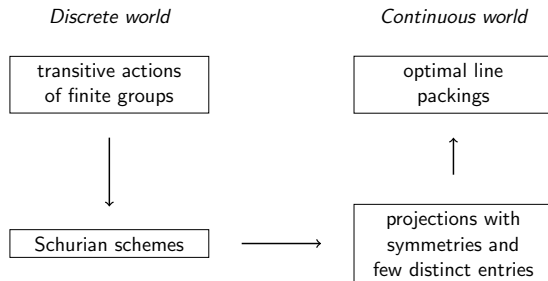 Discrete world
Continuous world
transitive actions
of finite groups
optimal line
packings
Schurian schemes
projections with
symmetries and
few distinct entries